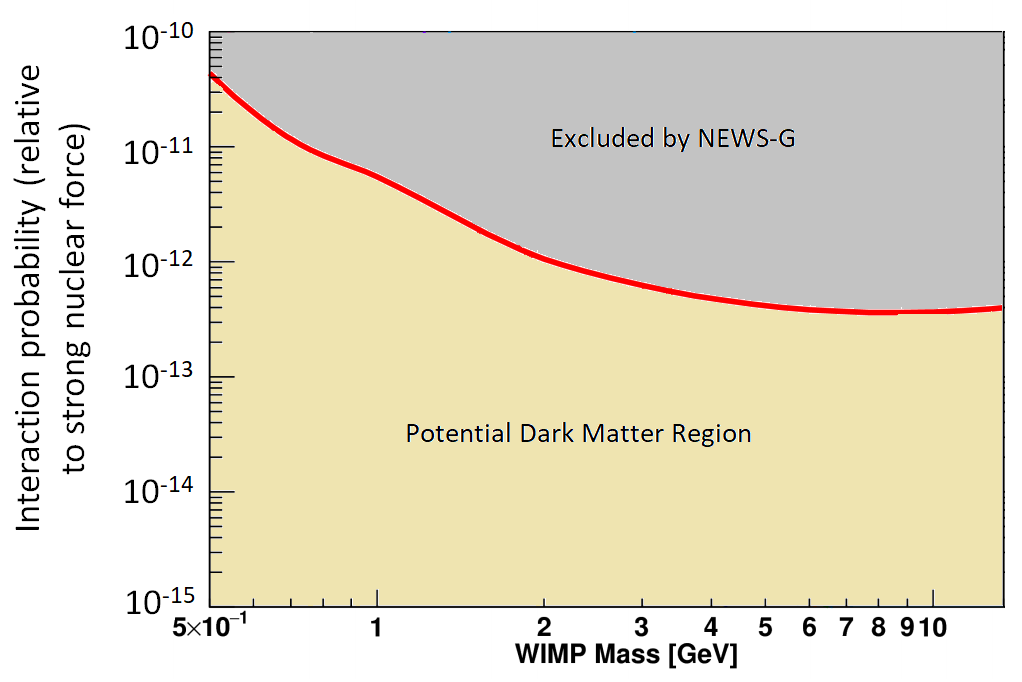 Interaction probability (relative
to strong nuclear force)
10⁻¹⁰
10⁻¹¹
10⁻¹²
10⁻¹³
10⁻¹⁴
10⁻¹⁵
Excluded by NEWS-G
Potential Dark Matter Region
5×10⁻¹ 1 2 3 4 5 6 7 8 9 10
WIMP Mass [GeV]